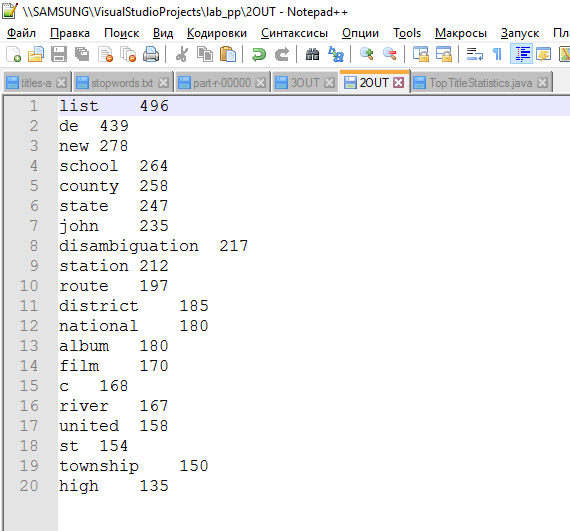 \\SAMSUNG\VisualStudioProjects\lab_pp\2OUT - Notepad++
Файл Правка Поиск Вид Кодировки Синтаксисы Опции Tools Макросы Запуск Пла
titles-a stopwords.txt part-r-00000 3OUT 2OUT TopTitleStatistics.java
1 list 496
2 de 439
3 new 278
4 school 264
5 county 258
6 state 247
7 john 235
8 disambiguation 217
9 station 212
10 route 197
11 district 185
12 national 180
13 album 180
14 film 170
15 c 168
16 river 167
17 united 158
18 st 154
19 township 150
20 high 135